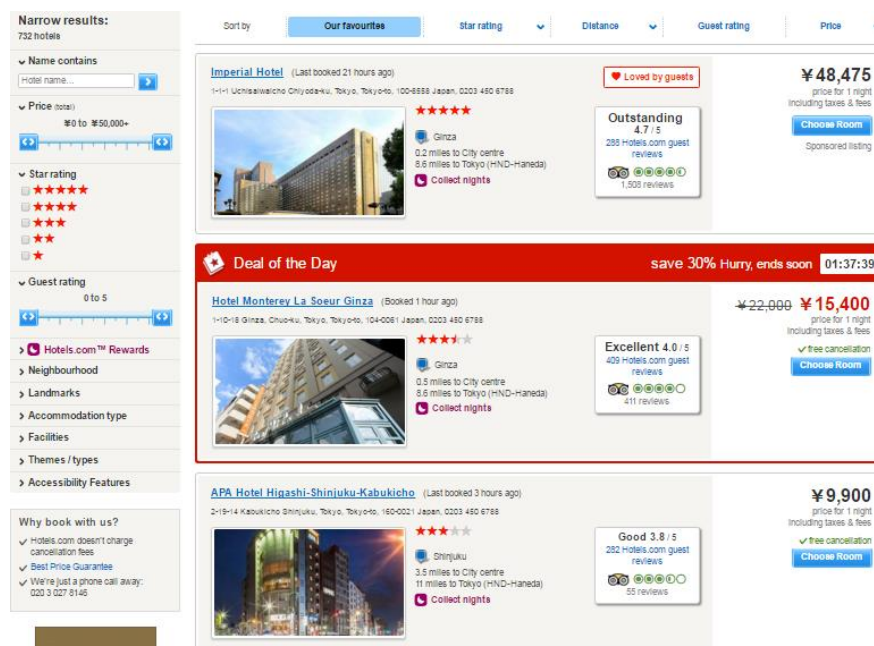 Narrow results:
732 hotels
Name contains
Hotel name...
Price (total)
¥0 to ¥50,000+
Star rating
Guest rating
0 to 5
Hotels.com™ Rewards
Neighbourhood
Landmarks
Accommodation type
Facilities
Themes / types
Accessibility Features
Why book with us?
Hotels.com doesn't charge
cancellation fees
Best Price Guarantee
We're just a phone call away:
020 3 027 8146
Sort by Our favourites Star rating Distance Guest rating Price
Imperial Hotel (Last booked 21 hours ago)
1-1-1 Uchisaiwaicho Chiyoda-ku, Tokyo, Tokyo-to, 100-8558 Japan, 0203 450 6788
Ginza
0.2 miles to City centre
8.6 miles to Tokyo (HND-Haneda)
Collect nights
Loved by guests
Outstanding
4.7 / 5
288 Hotels.com guest
reviews
1,508 reviews
¥48,475
price for 1 night
including taxes & fees
Choose Room
Sponsored listing
Deal of the Day save 30% Hurry, ends soon 01:37:39
Hotel Monterey La Soeur Ginza (Booked 1 hour ago)
1-10-18 Ginza, Chuo-ku, Tokyo, Tokyo-to, 104-0061 Japan, 0203 450 6788
Ginza
0.5 miles to City centre
8.6 miles to Tokyo (HND-Haneda)
Collect nights
Excellent 4.0 / 5
409 Hotels.com guest
reviews
411 reviews
¥22,000 ¥15,400
price for 1 night
including taxes & fees
free cancellation
Choose Room
APA Hotel Higashi-Shinjuku-Kabukicho (Last booked 3 hours ago)
2-19-14 Kabukicho Shinjuku, Tokyo, Tokyo-to, 160-0021 Japan, 0203 450 6788
Shinjuku
3.5 miles to City centre
11 miles to Tokyo (HND-Haneda)
Collect nights
Good 3.8 / 5
282 Hotels.com guest
reviews
55 reviews
¥9,900
price for 1 night
including taxes & fees
free cancellation
Choose Room